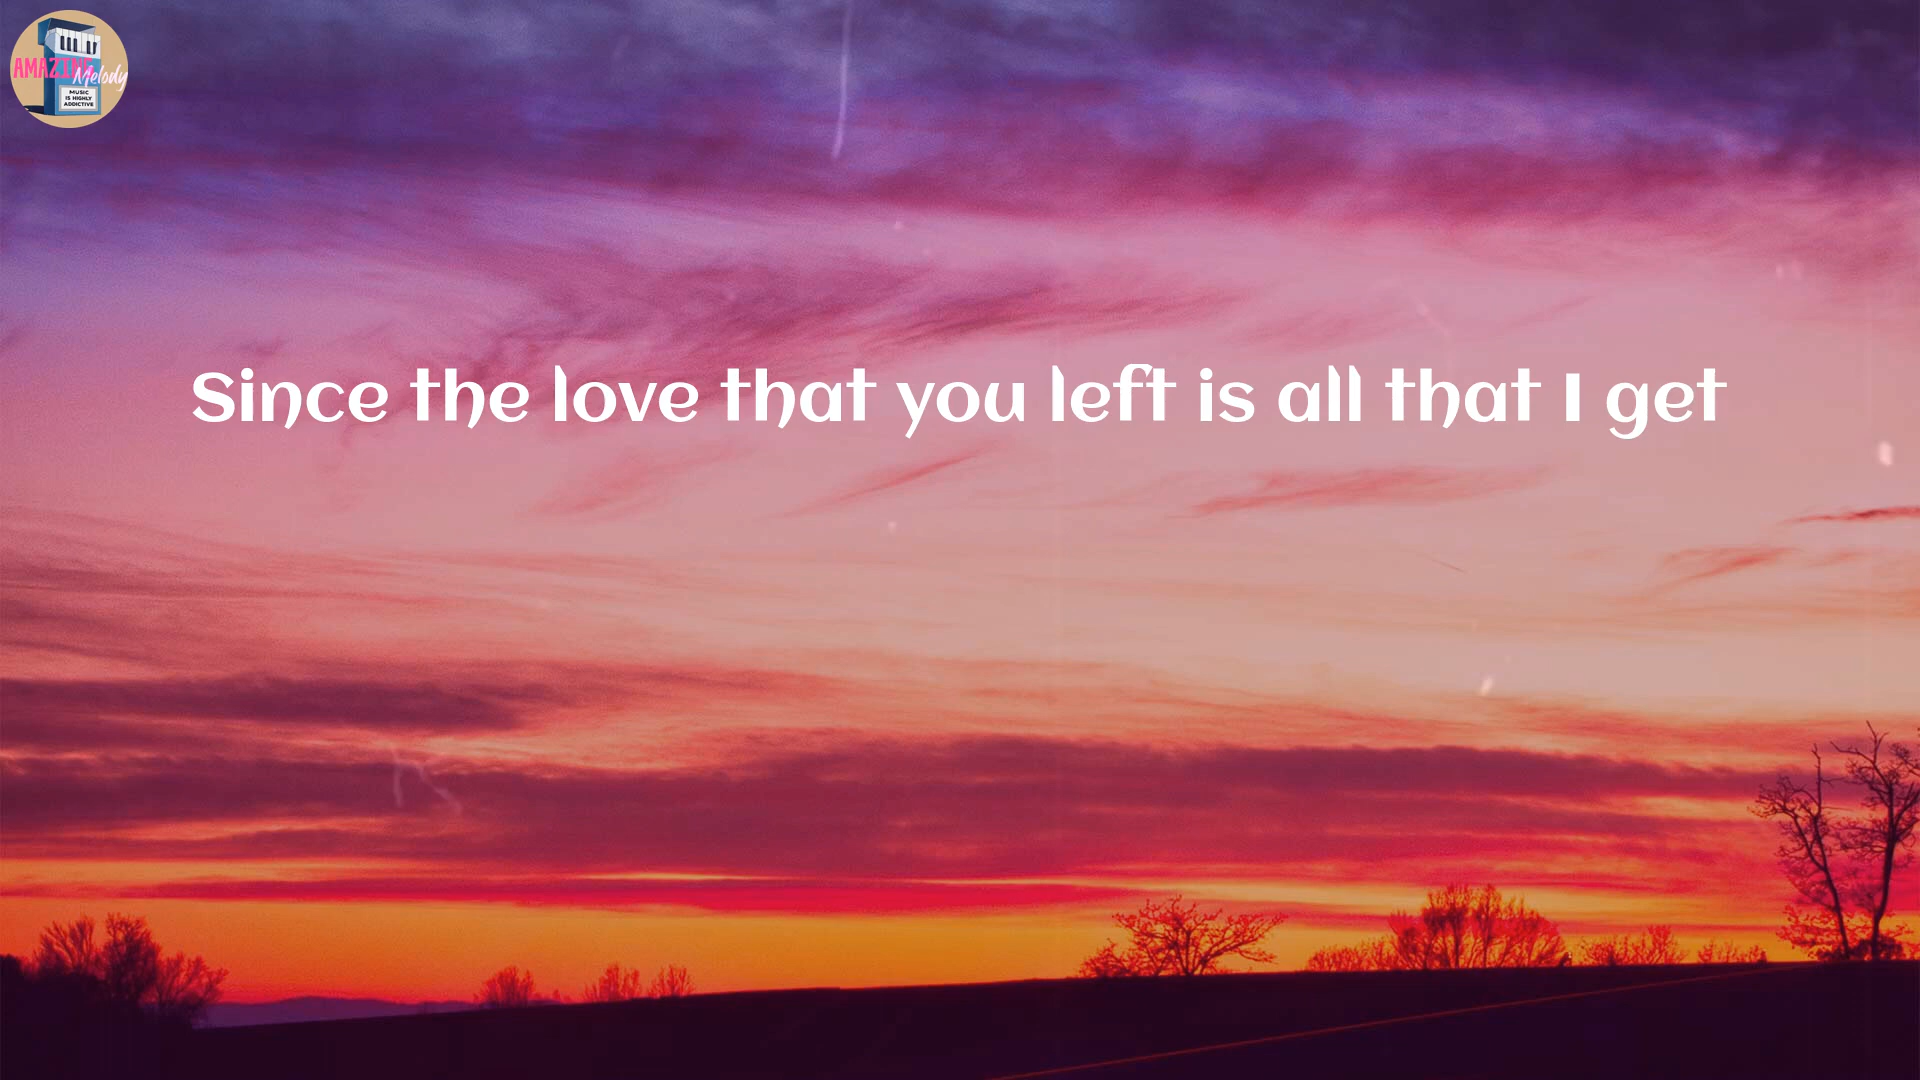 AMAZING
Melody
MUSIC
IS HIGHLY
ADDICTIVE
Since the love that you left is all that I get